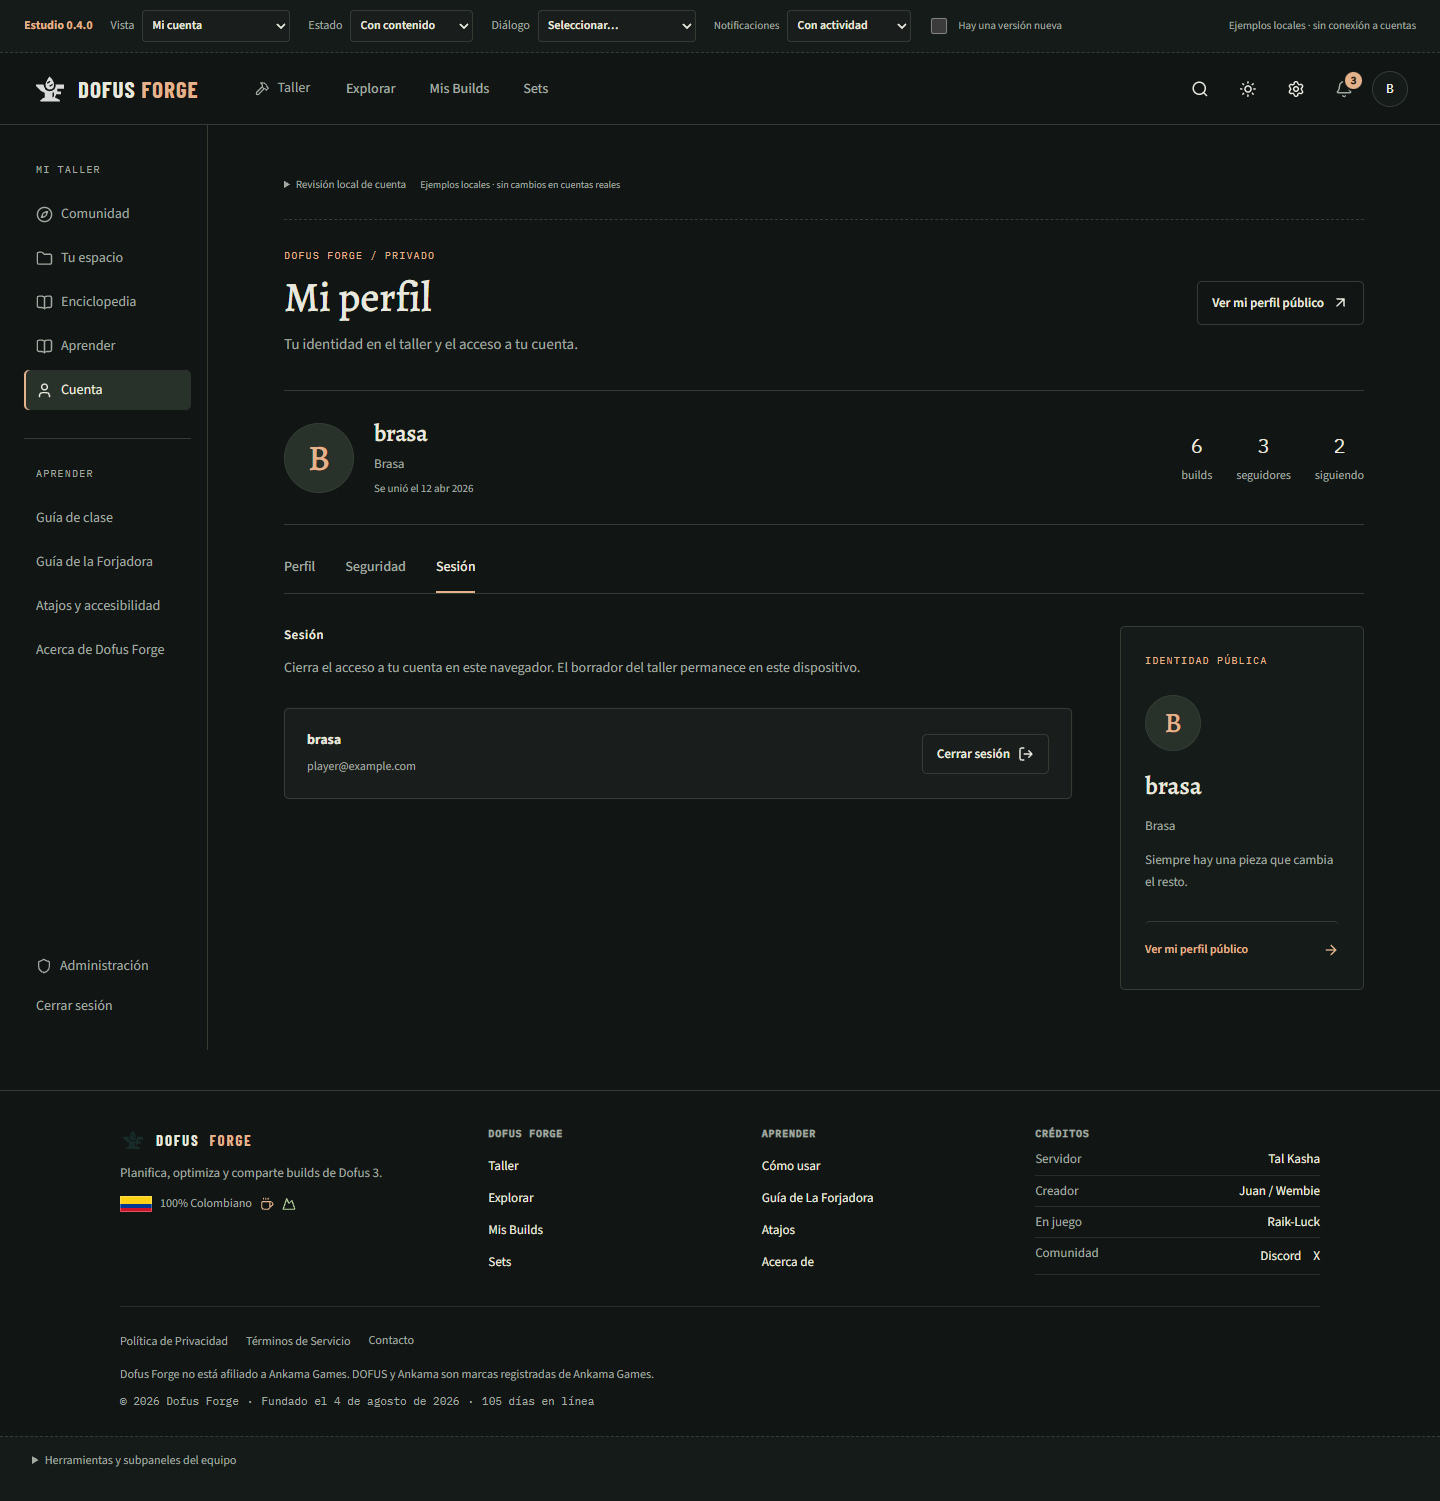 Estudio 0.4.0 Vista Mi cuenta Estado Con contenido Diálogo Seleccionar... Notificaciones Con actividad Hay una versión nueva Ejemplos locales · sin conexión a cuentas
DOFUS FORGE Taller Explorar Mis Builds Sets 3 B
MI TALLER
Comunidad
Tu espacio
Enciclopedia
Aprender
Cuenta
APRENDER
Guía de clase
Guía de la Forjadora
Atajos y accesibilidad
Acerca de Dofus Forge
Administración
Cerrar sesión
Revisión local de cuenta Ejemplos locales · sin cambios en cuentas reales
DOFUS FORGE / PRIVADO
Mi perfil
Ver mi perfil público
Tu identidad en el taller y el acceso a tu cuenta.
B
brasa
Brasa
Se unió el 12 abr 2026
6 3 2
builds seguidores siguiendo
Perfil Seguridad Sesión
Sesión
Cierra el acceso a tu cuenta en este navegador. El borrador del taller permanece en este dispositivo.
brasa
player@example.com
Cerrar sesión
IDENTIDAD PÚBLICA
B
brasa
Brasa
Siempre hay una pieza que cambia
el resto.
Ver mi perfil público
DOFUS FORGE
Planifica, optimiza y comparte builds de Dofus 3.
100% Colombiano
DOFUS FORGE
Taller
Explorar
Mis Builds
Sets
APRENDER
Cómo usar
Guía de La Forjadora
Atajos
Acerca de
CRÉDITOS
Servidor Tal Kasha
Creador Juan / Wembie
En juego Raik-Luck
Comunidad Discord X
Política de Privacidad Términos de Servicio Contacto
Dofus Forge no está afiliado a Ankama Games. DOFUS y Ankama son marcas registradas de Ankama Games.
© 2026 Dofus Forge · Fundado el 4 de agosto de 2026 · 105 días en línea
Herramientas y subpaneles del equipo